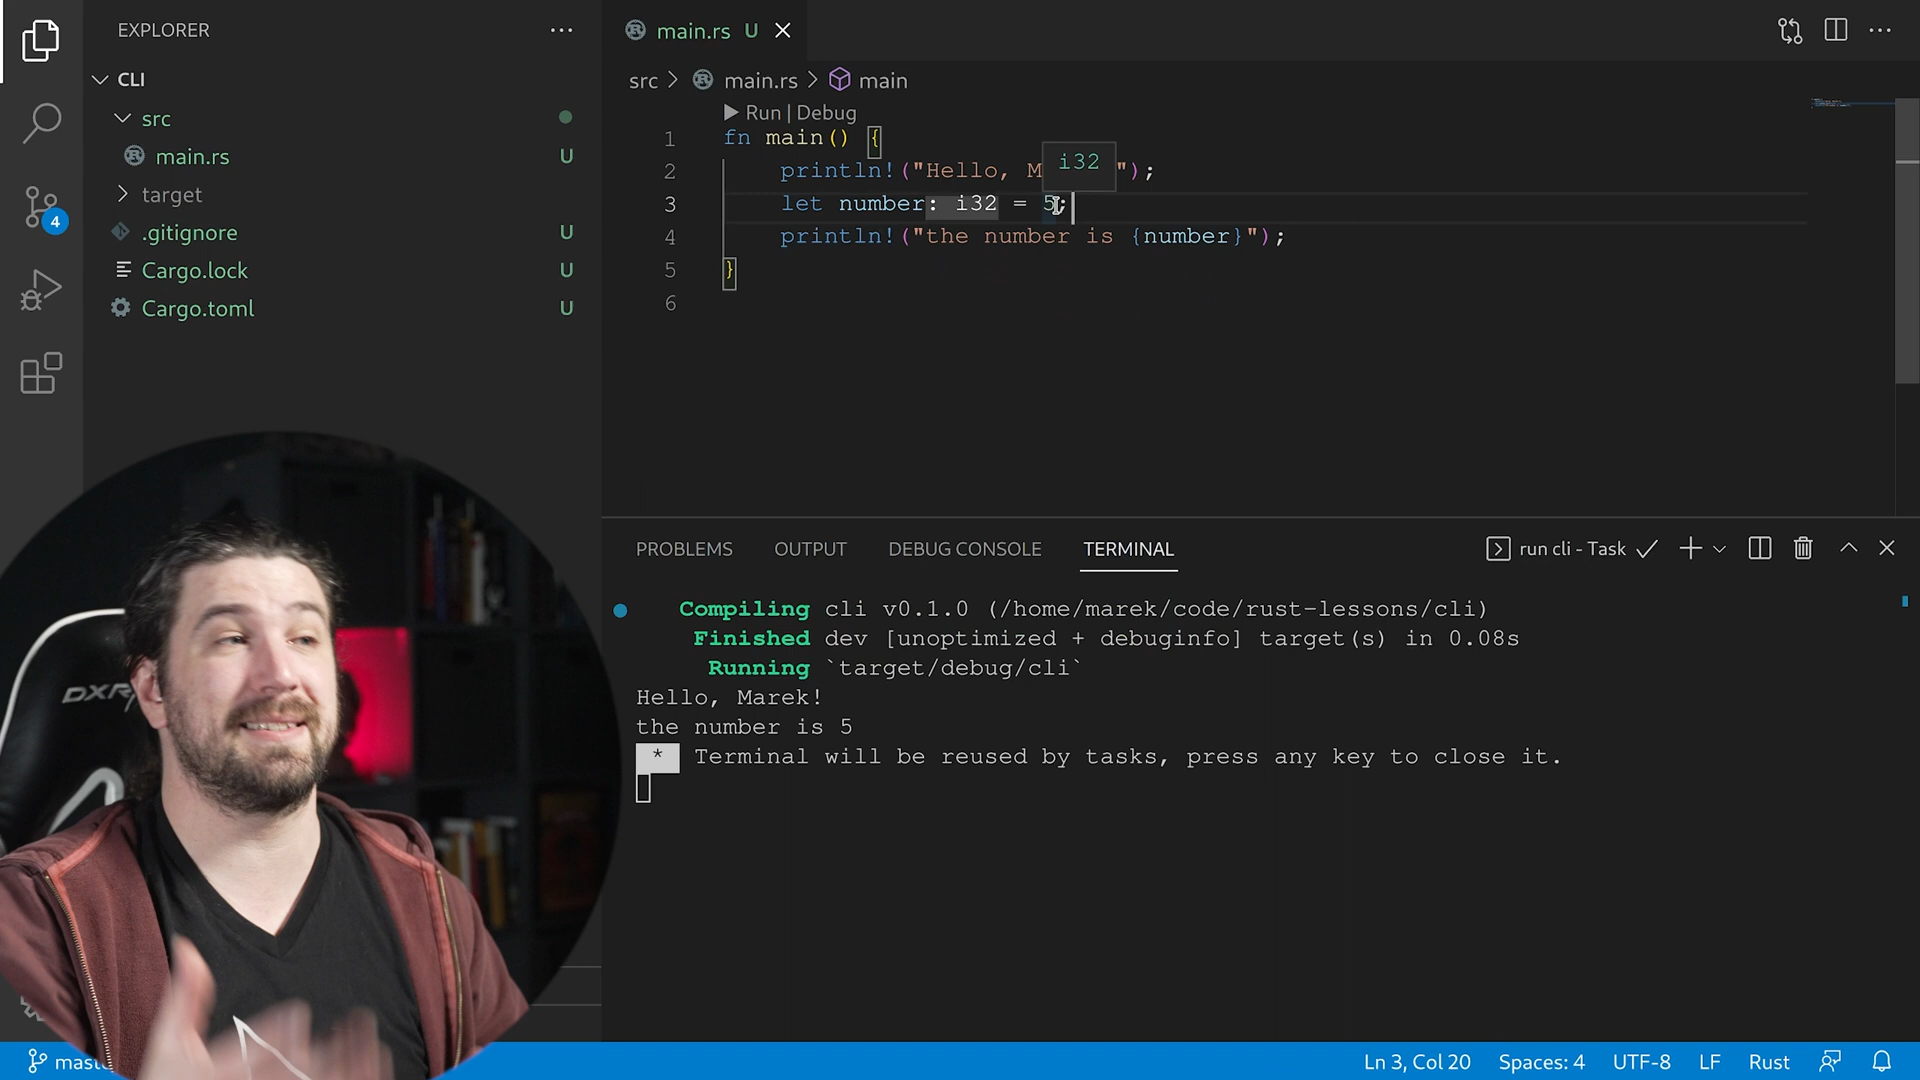 EXPLORER
CLI
src
main.rs U
target
.gitignore U
Cargo.lock U
Cargo.toml U
4
main.rs U
src > main.rs > main
Run | Debug
1 fn main() {
2 println!("Hello, M ");
i32
3 let number: i32 = 5;
4 println!("the number is {number}");
5 }
6
PROBLEMS OUTPUT DEBUG CONSOLE TERMINAL
run cli - Task
Compiling cli v0.1.0 (/home/marek/code/rust-lessons/cli)
Finished dev [unoptimized + debuginfo] target(s) in 0.08s
Running `target/debug/cli`
Hello, Marek!
the number is 5
* Terminal will be reused by tasks, press any key to close it.
DXR
Ln 3, Col 20 Spaces: 4 UTF-8 LF Rust